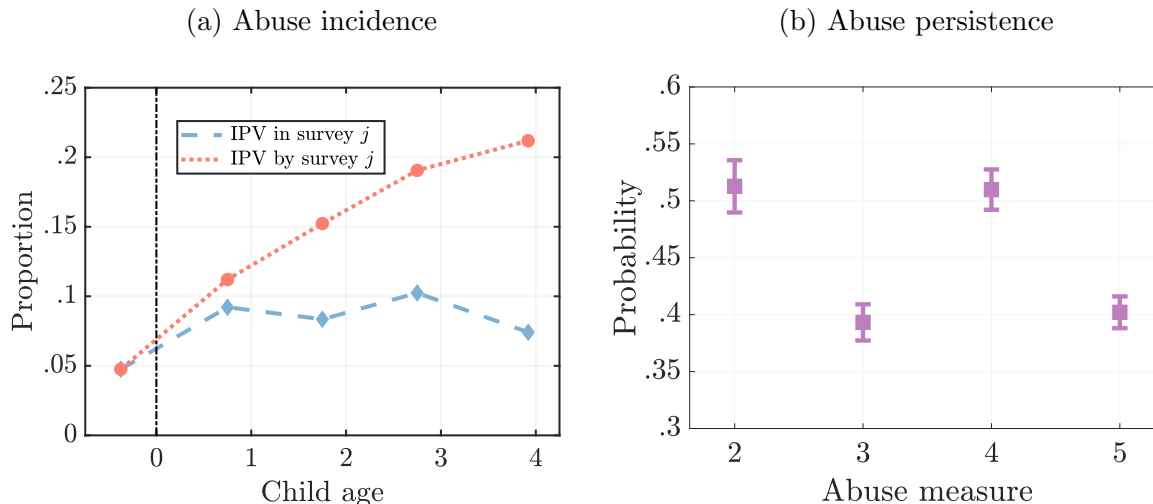 (a) Abuse incidence
.25
.2
.15
.1
.05
0
Proportion
IPV in survey j
IPV by survey j
0 1 2 3 4
Child age
(b) Abuse persistence
.6
.55
.5
.45
.4
.35
.3
Probability
2 3 4 5
Abuse measure